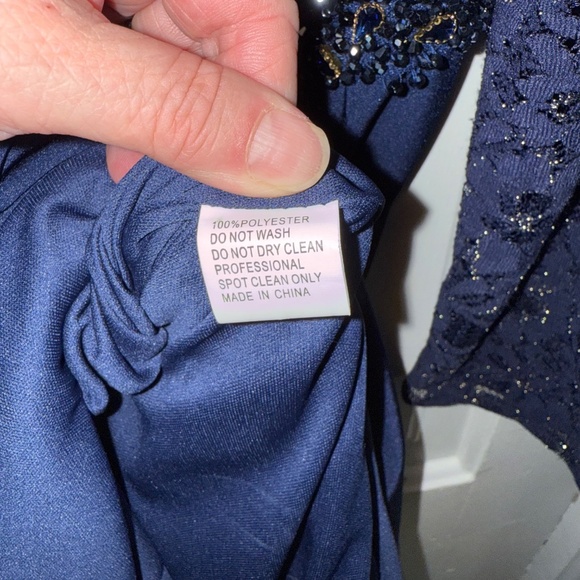 100%POLYESTER
DO NOT WASH
DO NOT DRY CLEAN
PROFESSIONAL
SPOT CLEAN ONLY
MADE IN CHINA